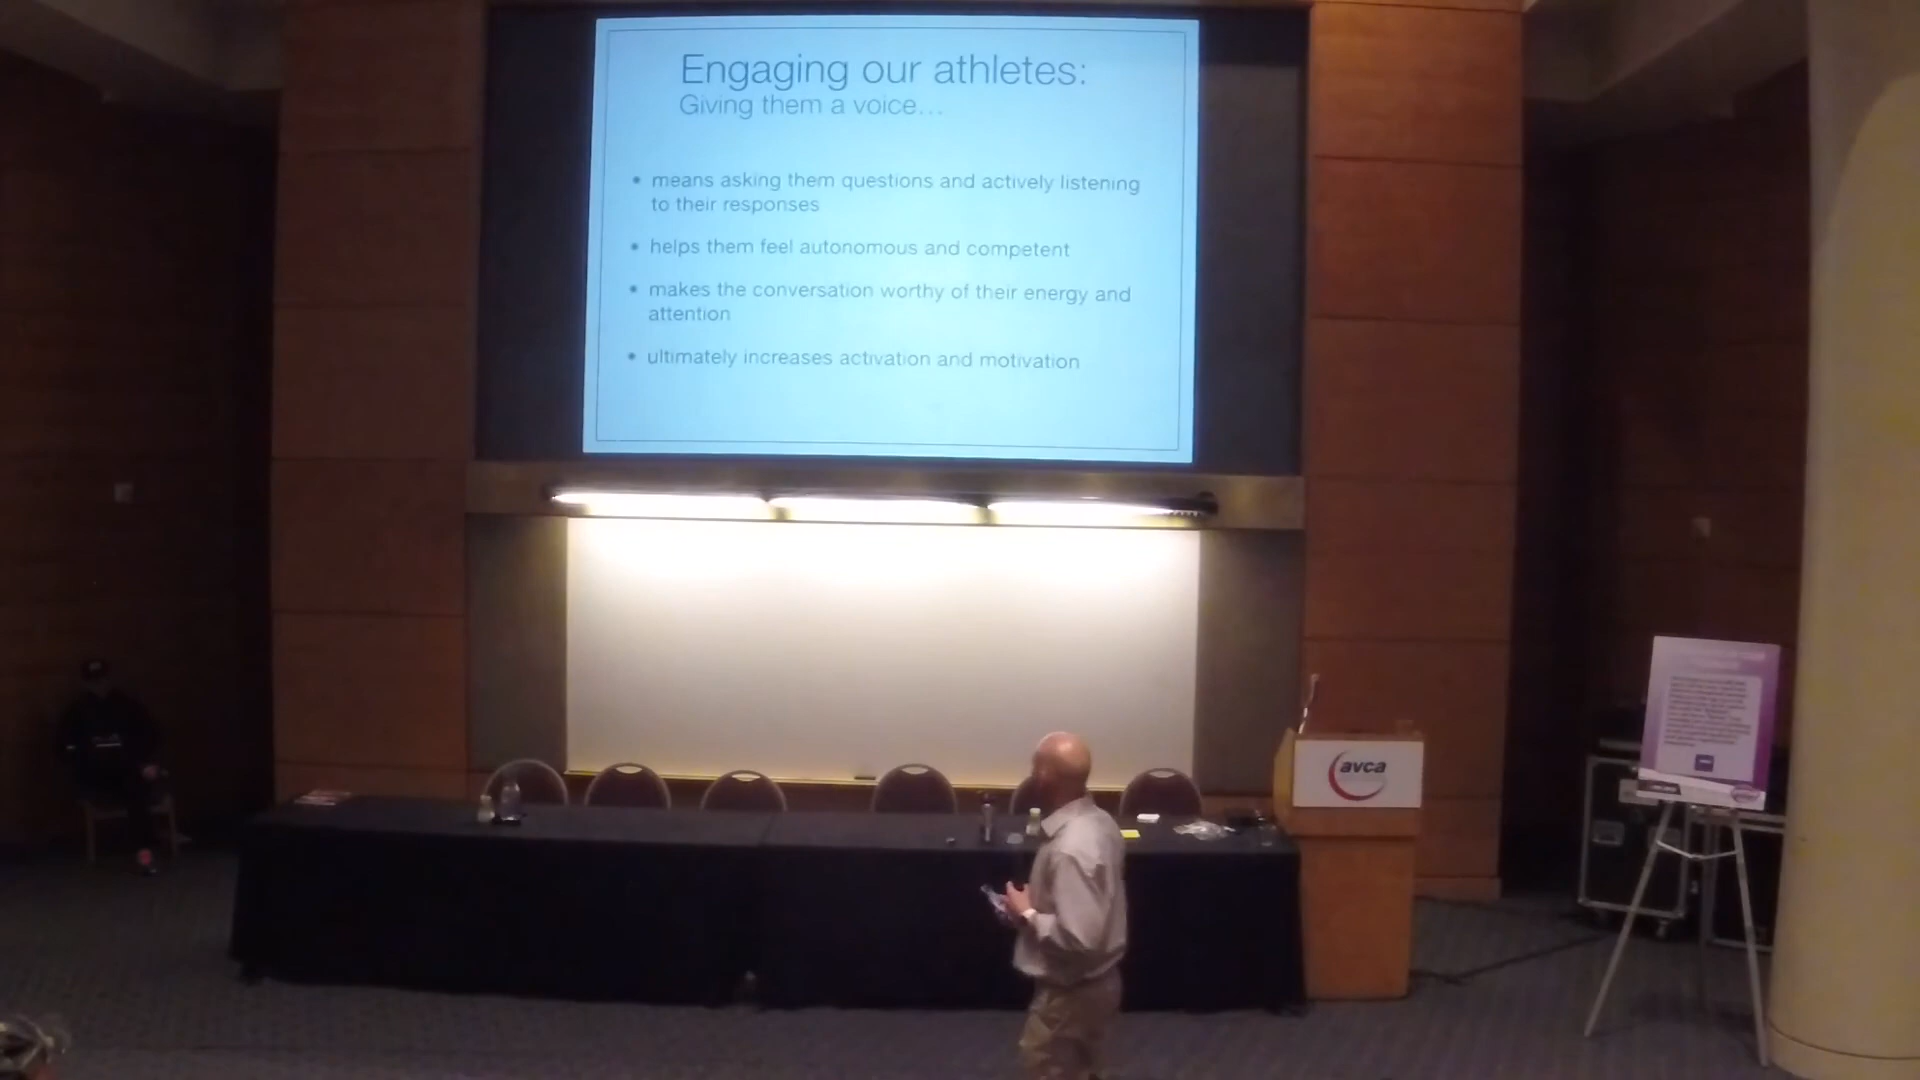 Engaging our athletes:
Giving them a voice...
• means asking them questions and actively listening
to their responses
• helps them feel autonomous and competent
• makes the conversation worthy of their energy and
attention
• ultimately increases activation and motivation
avca